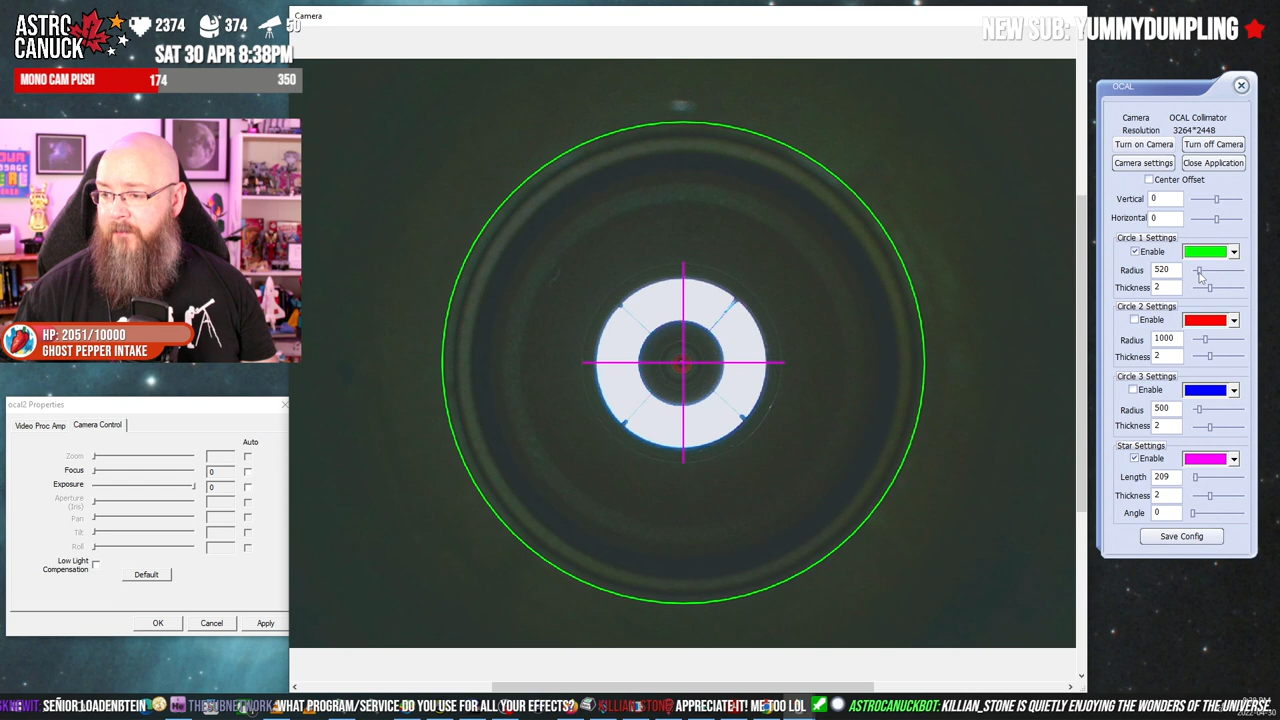 ASTRO
CANUCK
2374
374
50
SAT 30 APR 8:38PM
MONO CAM PUSH
174
350
HP: 2051/10000
GHOST PEPPER INTAKE
ocal2 Properties
Video Proc Amp
Camera Control
Auto
Zoom
Focus
0
Exposure
0
Aperture
(Iris)
Pan
Tilt
Roll
Low Light
Compensation
Default
OK
Cancel
Apply
Camera
NEW SUB: YUMMYDUMPLING
OCAL
Camera
OCAL Collimator
Resolution
3264*2448
Turn on Camera
Turn off Camera
Camera settings
Close Application
Center Offset
Vertical
0
Horizontal
0
Circle 1 Settings
Enable
Radius
520
Thickness
2
Circle 2 Settings
Enable
Radius
1000
Thickness
2
Circle 3 Settings
Enable
Radius
500
Thickness
2
Star Settings
Enable
Length
209
Thickness
2
Angle
0
Save Config
SEÑOR LOADENSTEIN
WHAT PROGRAM/SERVICE DO YOU USE FOR ALL YOUR EFFECTS?
KILLIAN_STONE
APPRECIATE IT! ME TOO LOL
ASTROCANUCKBOT: KILLIAN_STONE IS QUIETLY ENJOYING THE WONDERS OF THE UNIVERSE.